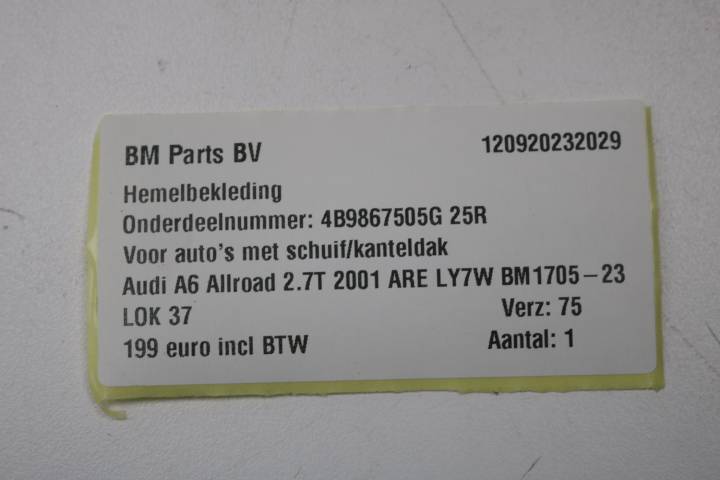 BM Parts BV 120920232029
Hemelbekleding
Onderdeelnummer: 4B9867505G 25R
Voor auto's met schuif/kanteldak
Audi A6 Allroad 2.7T 2001 ARE LY7W BM1705-23
LOK 37 Verz: 75
199 euro incl BTW Aantal: 1